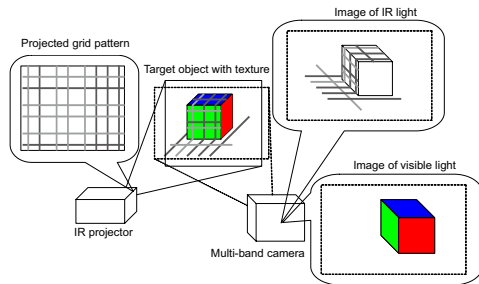 Image of IR light
Projected grid pattern
Target object with texture
Image of visible light
IR projector
Multi-band camera